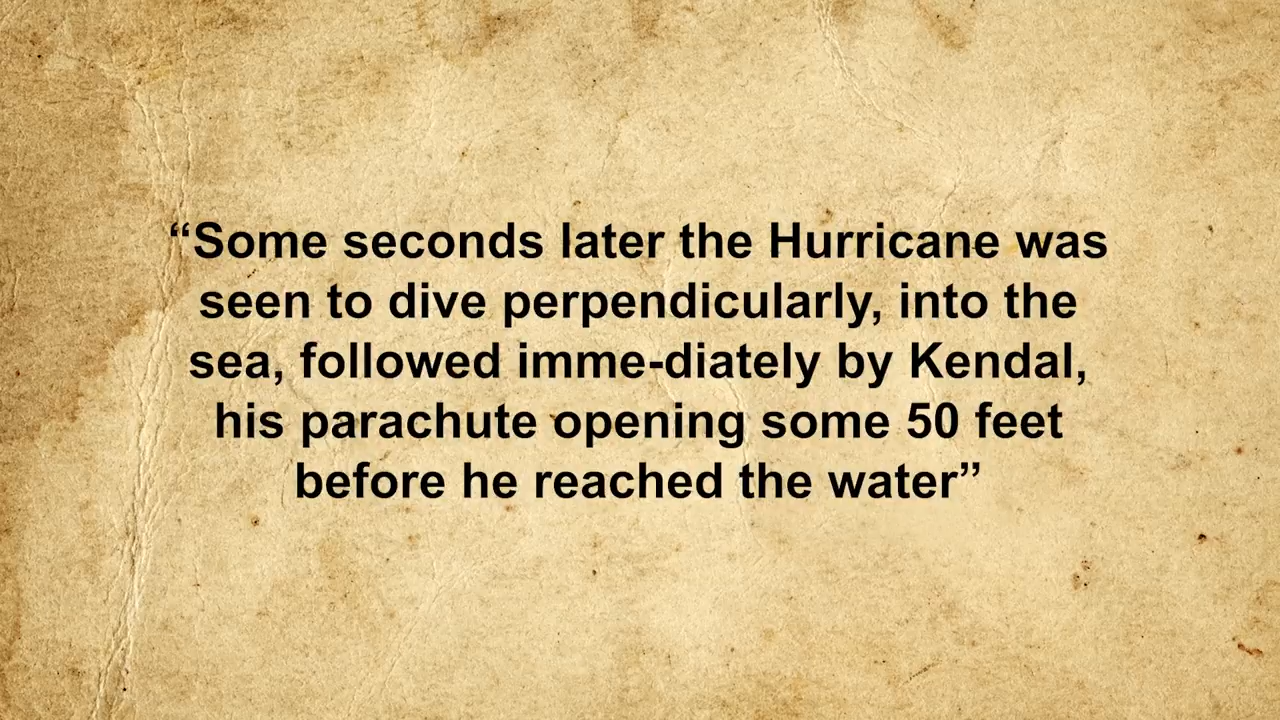 “Some seconds later the Hurricane was
seen to dive perpendicularly, into the
sea, followed imme-diately by Kendal,
his parachute opening some 50 feet
before he reached the water”